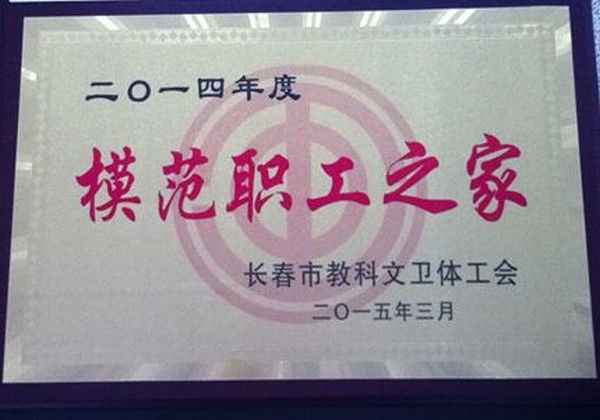 二〇一四年度
模范职工之家
长春市教科文卫体工会
二〇一五年三月